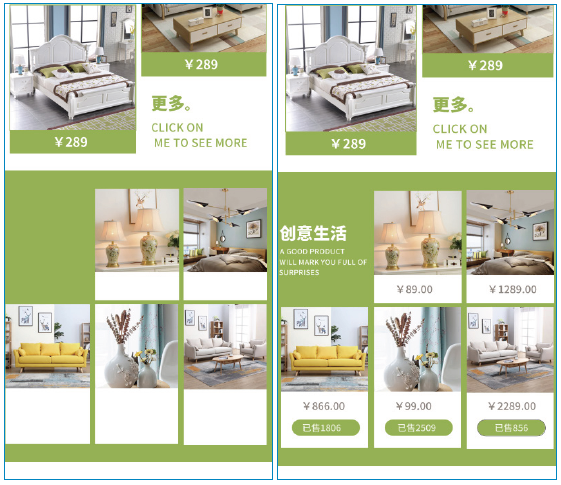 ￥289
￥289
更多。
CLICK ON
ME TO SEE MORE
￥289
￥289
更多。
CLICK ON
ME TO SEE MORE
创意生活
A GOOD PRODUCT
WILL MARK YOU FULL OF
SURPRISES
￥89.00
￥1289.00
￥866.00
￥99.00
￥2289.00
已售1806
已售2509
已售856